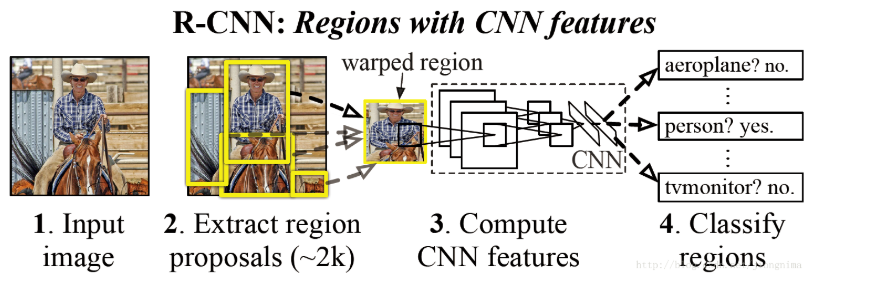 R-CNN: Regions with CNN features
warped region
aeroplane? no.
person? yes.
tvmonitor? no.
CNN
1. Input
image
2. Extract region
proposals (~2k)
3. Compute
CNN features
4. Classify
regions